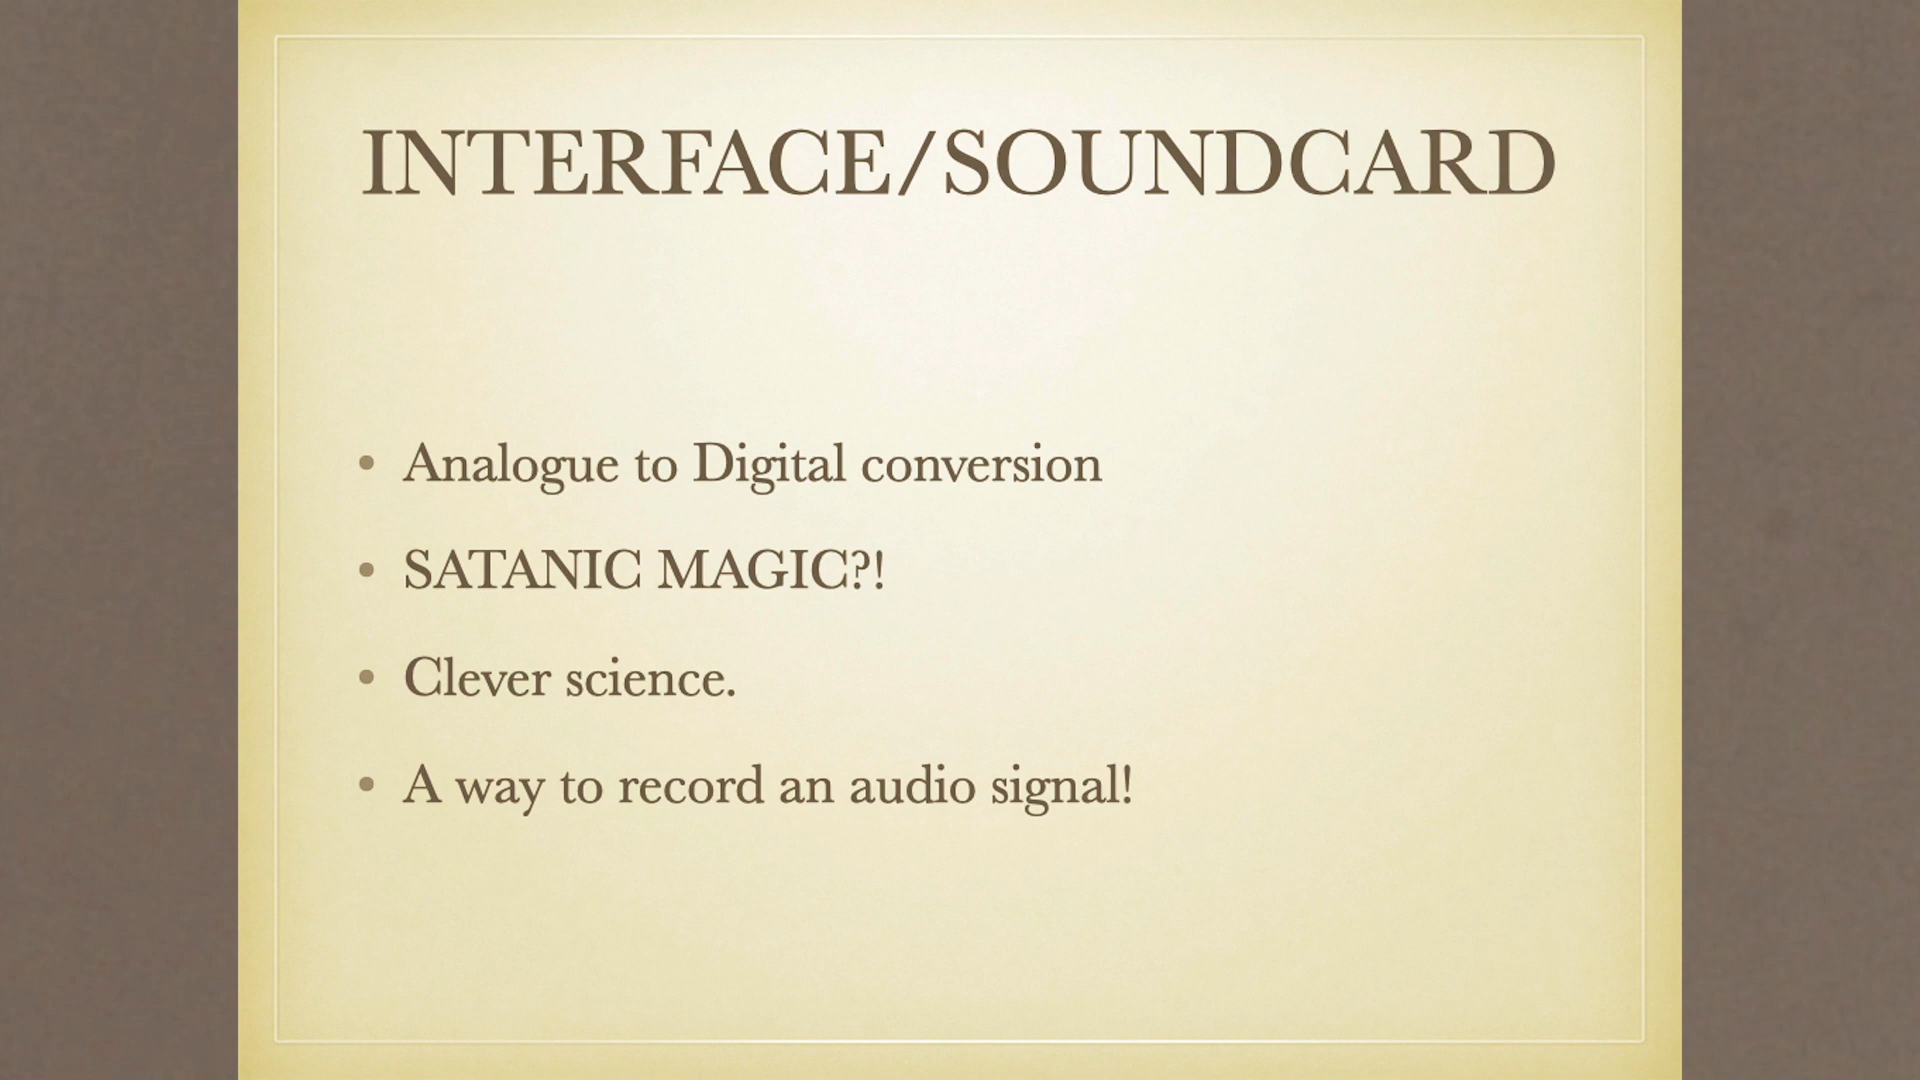 INTERFACE/SOUNDCARD
• Analogue to Digital conversion
• SATANIC MAGIC?!
• Clever science.
• A way to record an audio signal!